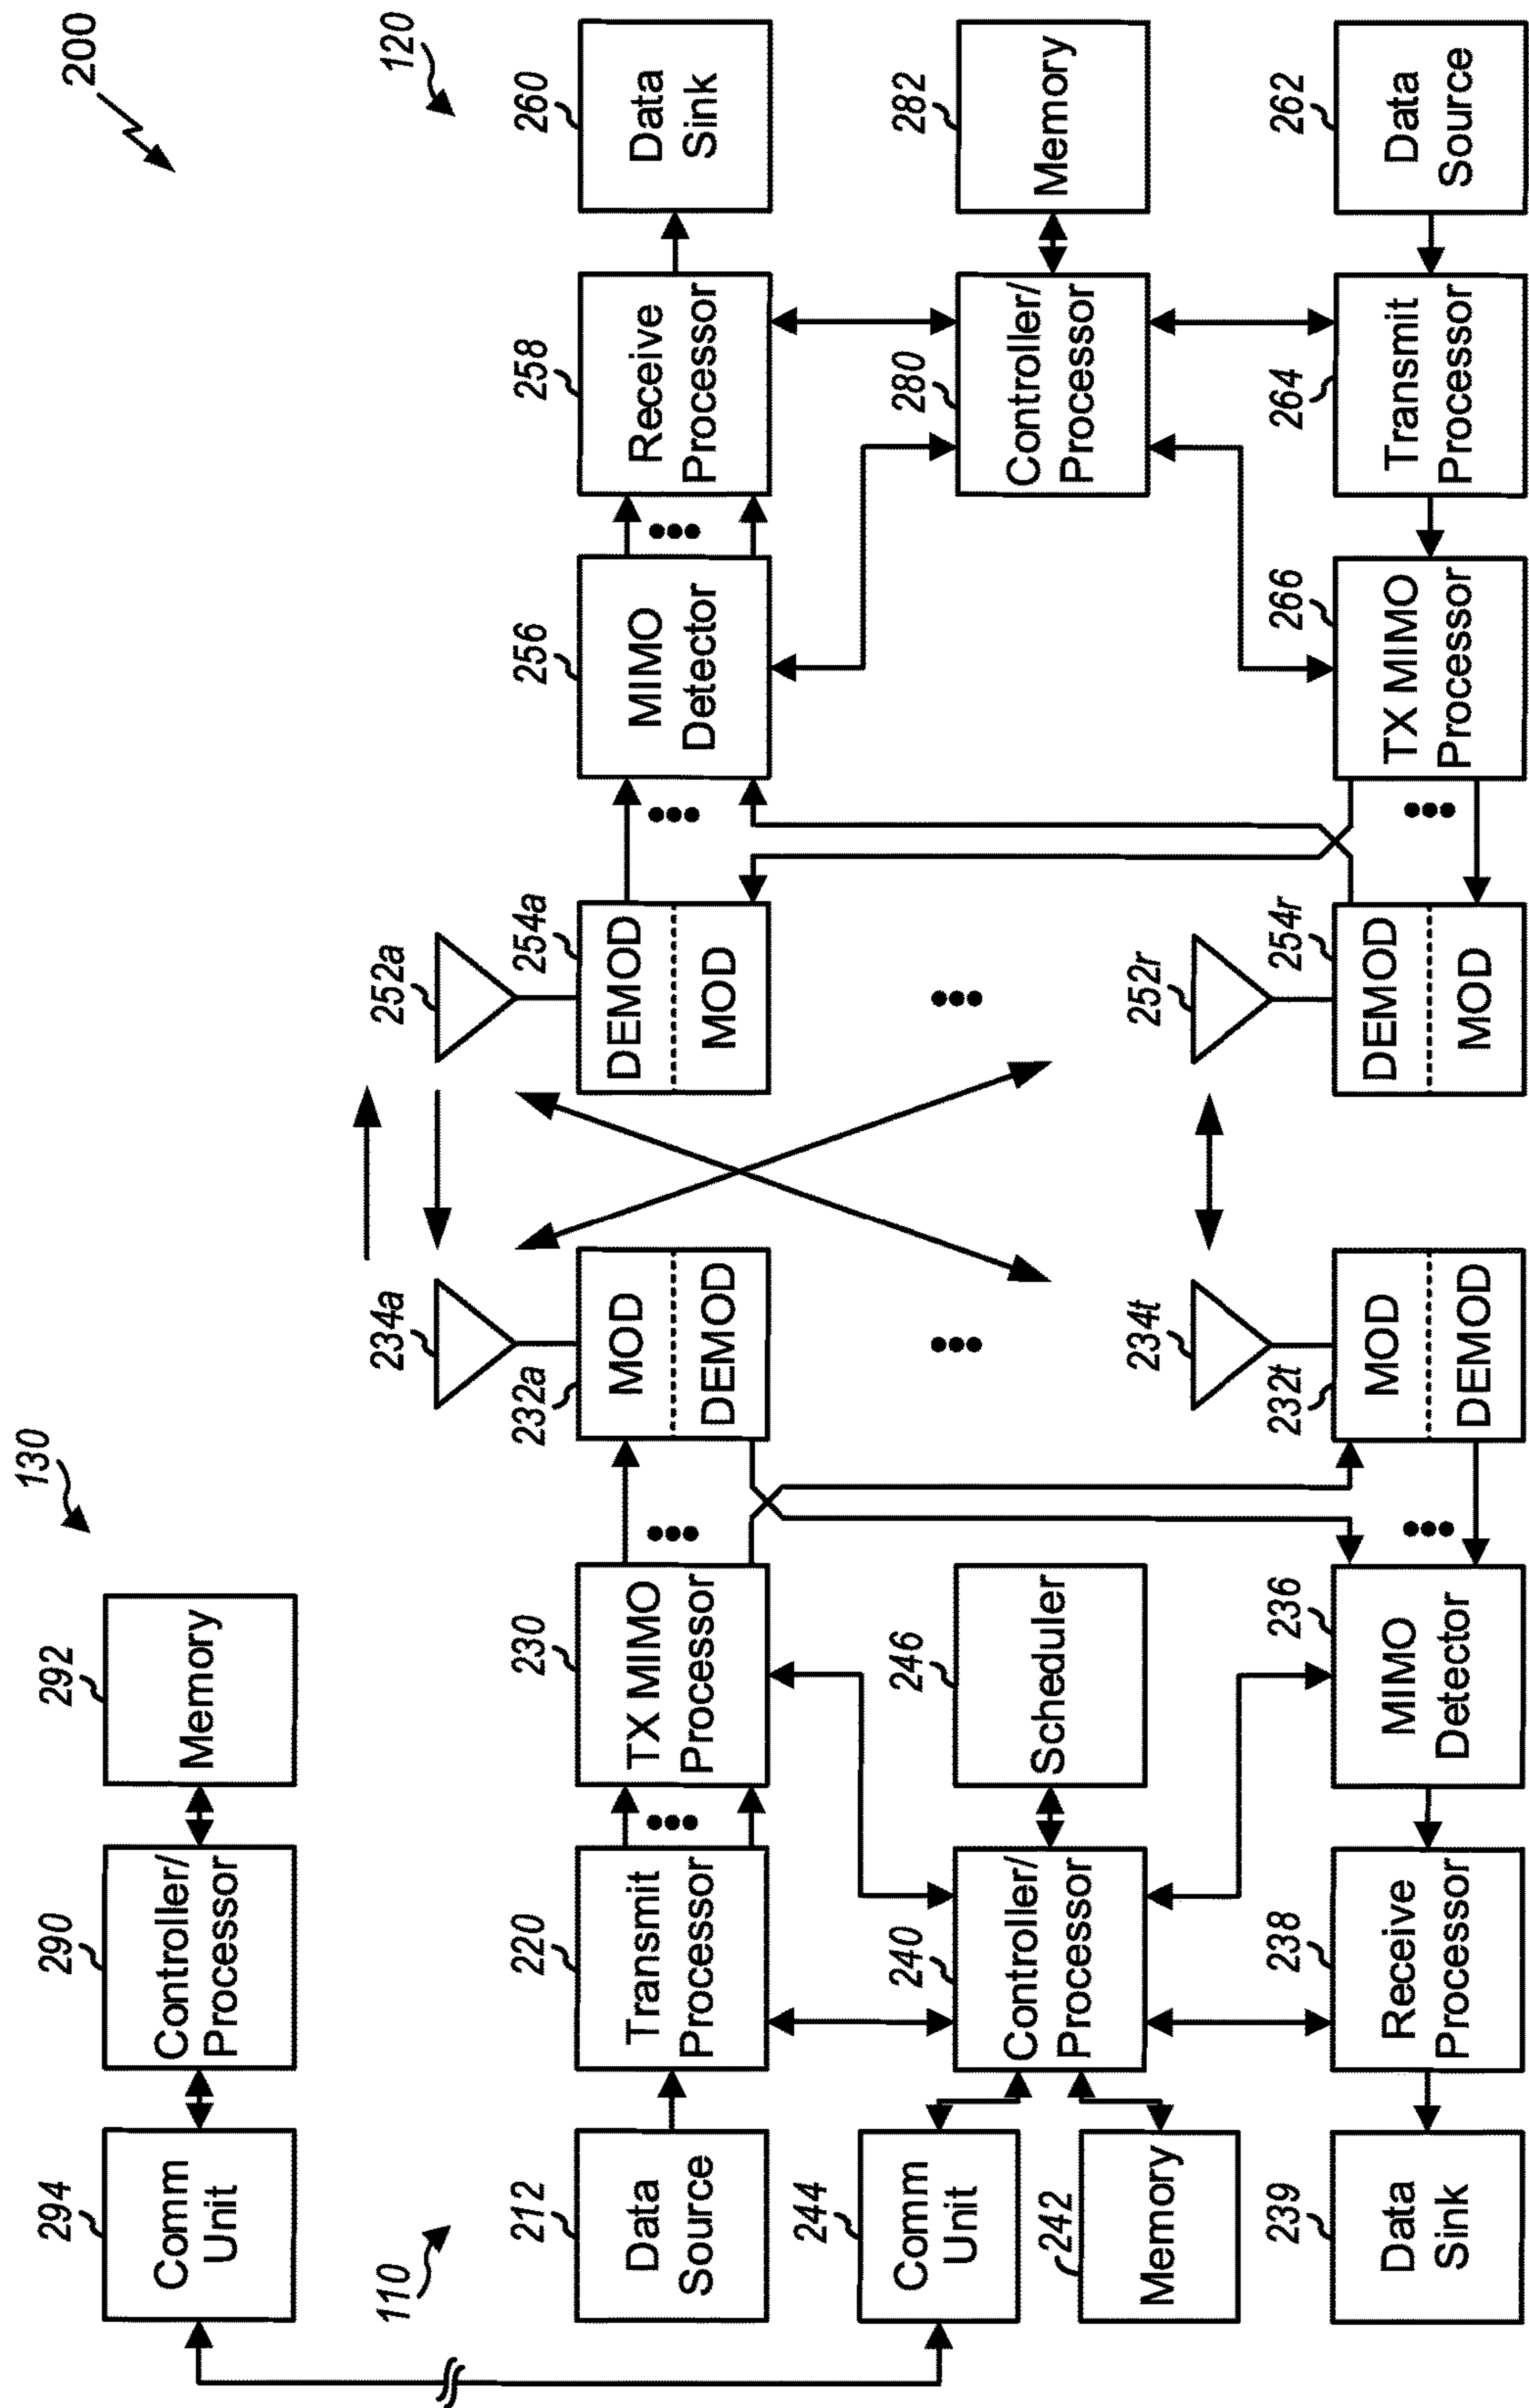 200
130
294
Comm
Unit
290
Controller/
Processor
292
Memory
110
120
212
Data
Source
220
Transmit
Processor
230
TX MIMO
Processor
234a
232a
MOD
DEMOD
252a
254a
DEMOD
MOD
256
MIMO
Detector
258
Receive
Processor
260
Data
Sink
244
Comm
Unit
242
Memory
240
Controller/
Processor
246
Scheduler
280
Controller/
Processor
282
Memory
239
Data
Sink
238
Receive
Processor
236
MIMO
Detector
234t
232t
MOD
DEMOD
252r
254r
DEMOD
MOD
266
TX MIMO
Processor
264
Transmit
Processor
262
Data
Source